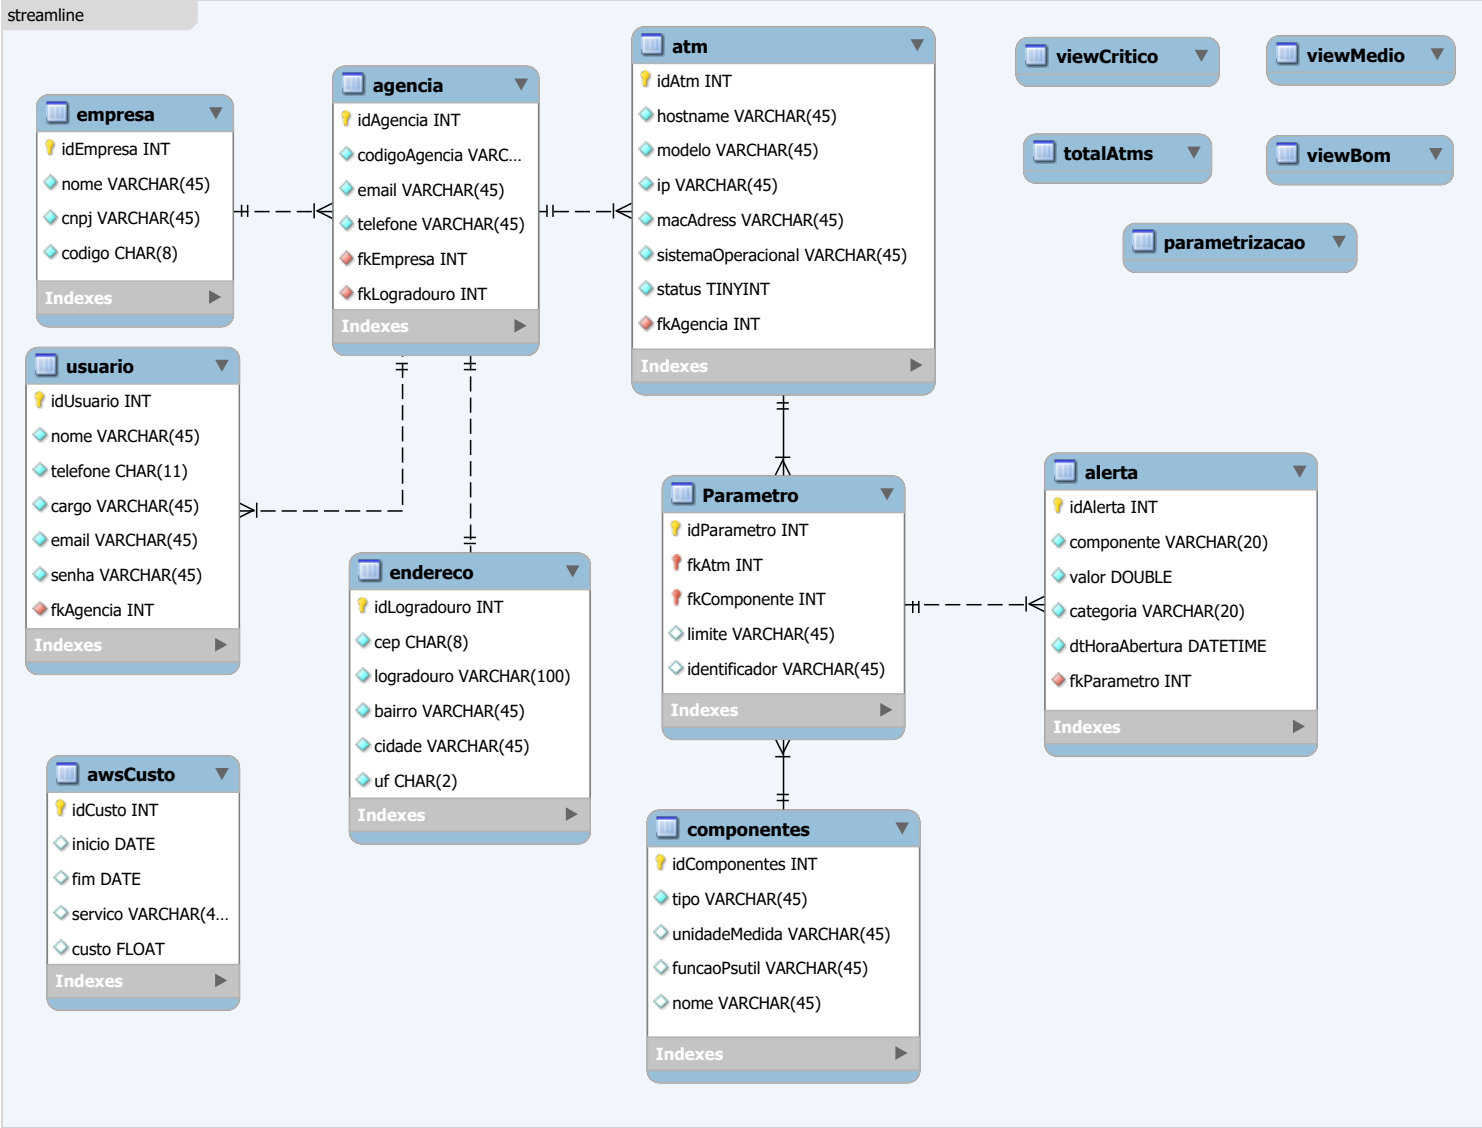 streamline
empresa
idEmpresa INT
nome VARCHAR(45)
cnpj VARCHAR(45)
codigo CHAR(8)
Indexes
agencia
idAgencia INT
codigoAgencia VARC...
email VARCHAR(45)
telefone VARCHAR(45)
fkEmpresa INT
fkLogradouro INT
Indexes
atm
idAtm INT
hostname VARCHAR(45)
modelo VARCHAR(45)
ip VARCHAR(45)
macAdress VARCHAR(45)
sistemaOperacional VARCHAR(45)
status TINYINT
fkAgencia INT
Indexes
viewCritico
viewMedio
totalAtms
viewBom
parametrizacao
usuario
idUsuario INT
nome VARCHAR(45)
telefone CHAR(11)
cargo VARCHAR(45)
email VARCHAR(45)
senha VARCHAR(45)
fkAgencia INT
Indexes
endereco
idLogradouro INT
cep CHAR(8)
logradouro VARCHAR(100)
bairro VARCHAR(45)
cidade VARCHAR(45)
uf CHAR(2)
Indexes
Parametro
idParametro INT
fkAtm INT
fkComponente INT
limite VARCHAR(45)
identificador VARCHAR(45)
Indexes
alerta
idAlerta INT
componente VARCHAR(20)
valor DOUBLE
categoria VARCHAR(20)
dtHoraAbertura DATETIME
fkParametro INT
Indexes
awsCusto
idCusto INT
inicio DATE
fim DATE
servico VARCHAR(4...
custo FLOAT
Indexes
componentes
idComponentes INT
tipo VARCHAR(45)
unidadeMedida VARCHAR(45)
funcaoPsutil VARCHAR(45)
nome VARCHAR(45)
Indexes